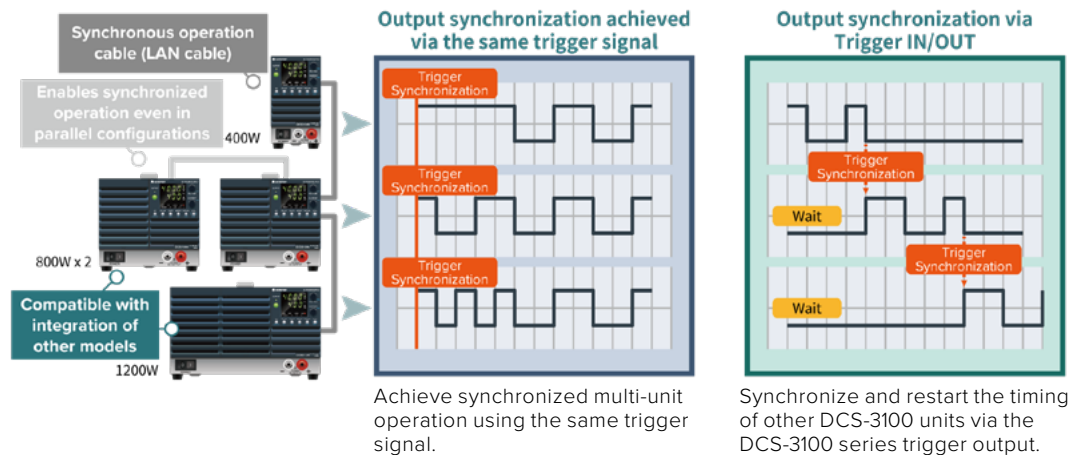 Synchronous operation
cable (LAN cable)
Enables synchronized
operation even in
parallel configurations
400W
800W x 2
Compatible with
integration of
other models
1200W
Output synchronization achieved
via the same trigger signal
Trigger
Synchronization
Trigger
Synchronization
Trigger
Synchronization
Achieve synchronized multi-unit
operation using the same trigger
signal.
Output synchronization via
Trigger IN/OUT
Trigger
Synchronization
Wait
Trigger
Synchronization
Wait
Synchronize and restart the timing
of other DCS-3100 units via the
DCS-3100 series trigger output.